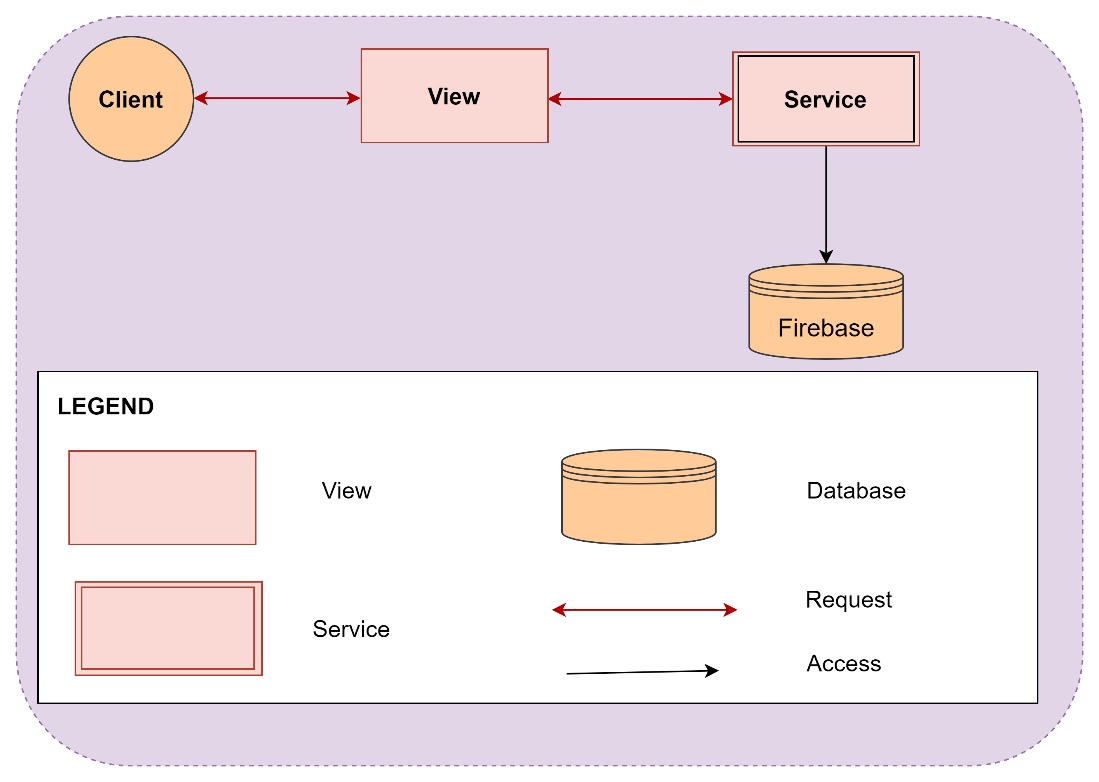 Client
View
Service
Firebase
LEGEND
View
Database
Service
Request
Access